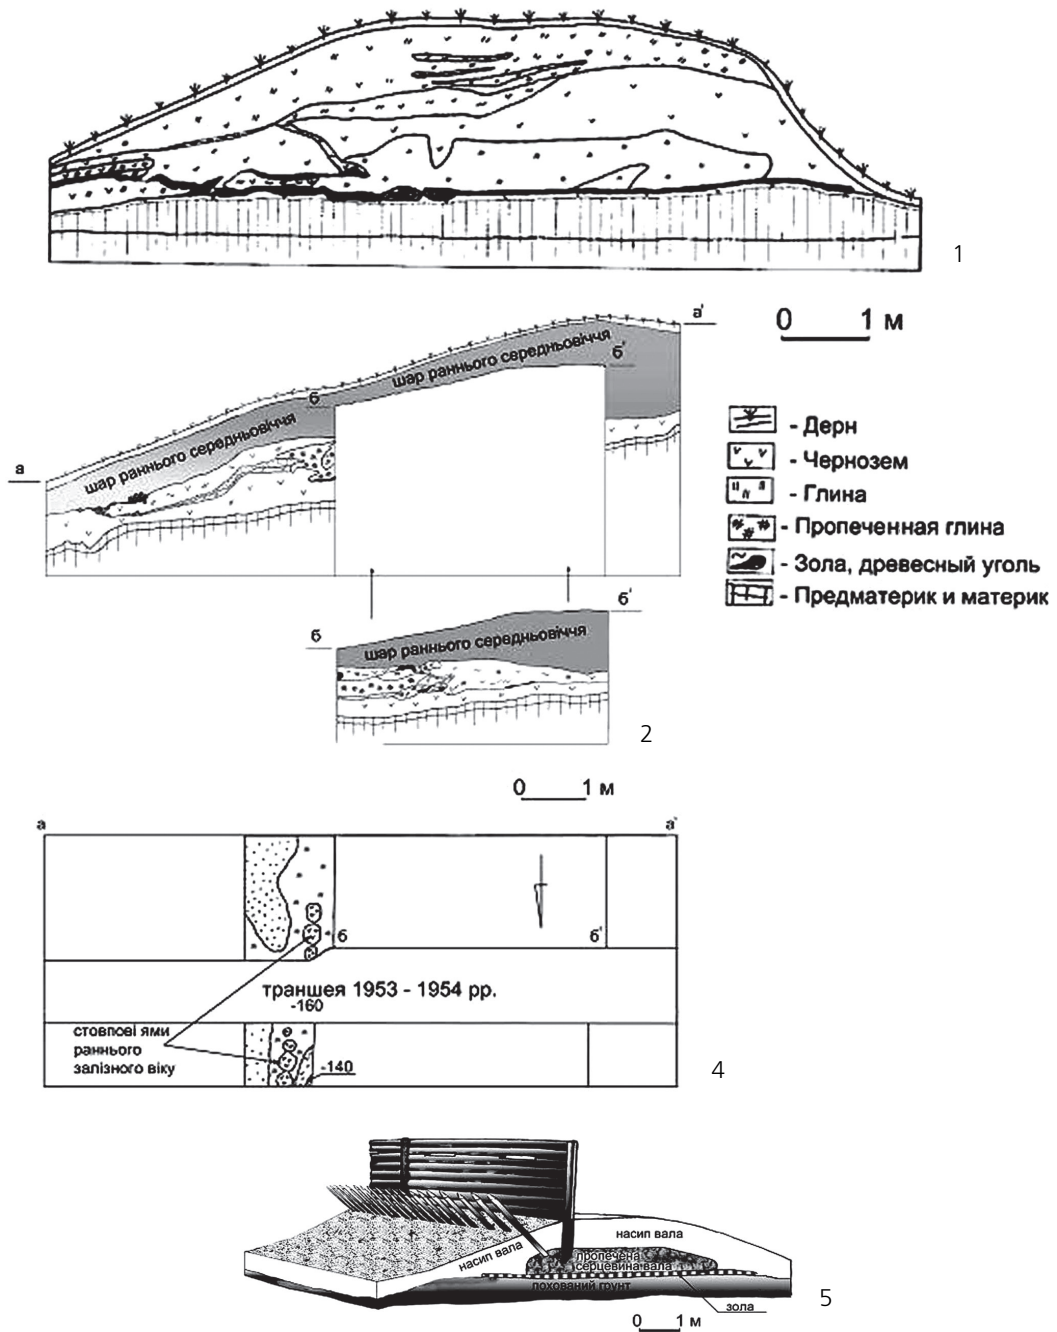 1
0 1 м
а'
шар раннього середньовіччя
б'
б
шар раннього середньовіччя
а
- Дерн
- Чернозем
- Глина
- Пропеченная глина
- Зола, древесный уголь
- Предматерик и материк
б'
б
шар раннього середньовіччя
2
0 1 м
а а'
б б'
траншея 1953 - 1954 рр.
-160
стовпові ями
раннього
залізного віку
-140
4
насип вала
насип вала
пропечена
серцевина вала
похований грунт
зола
5
0 1 м